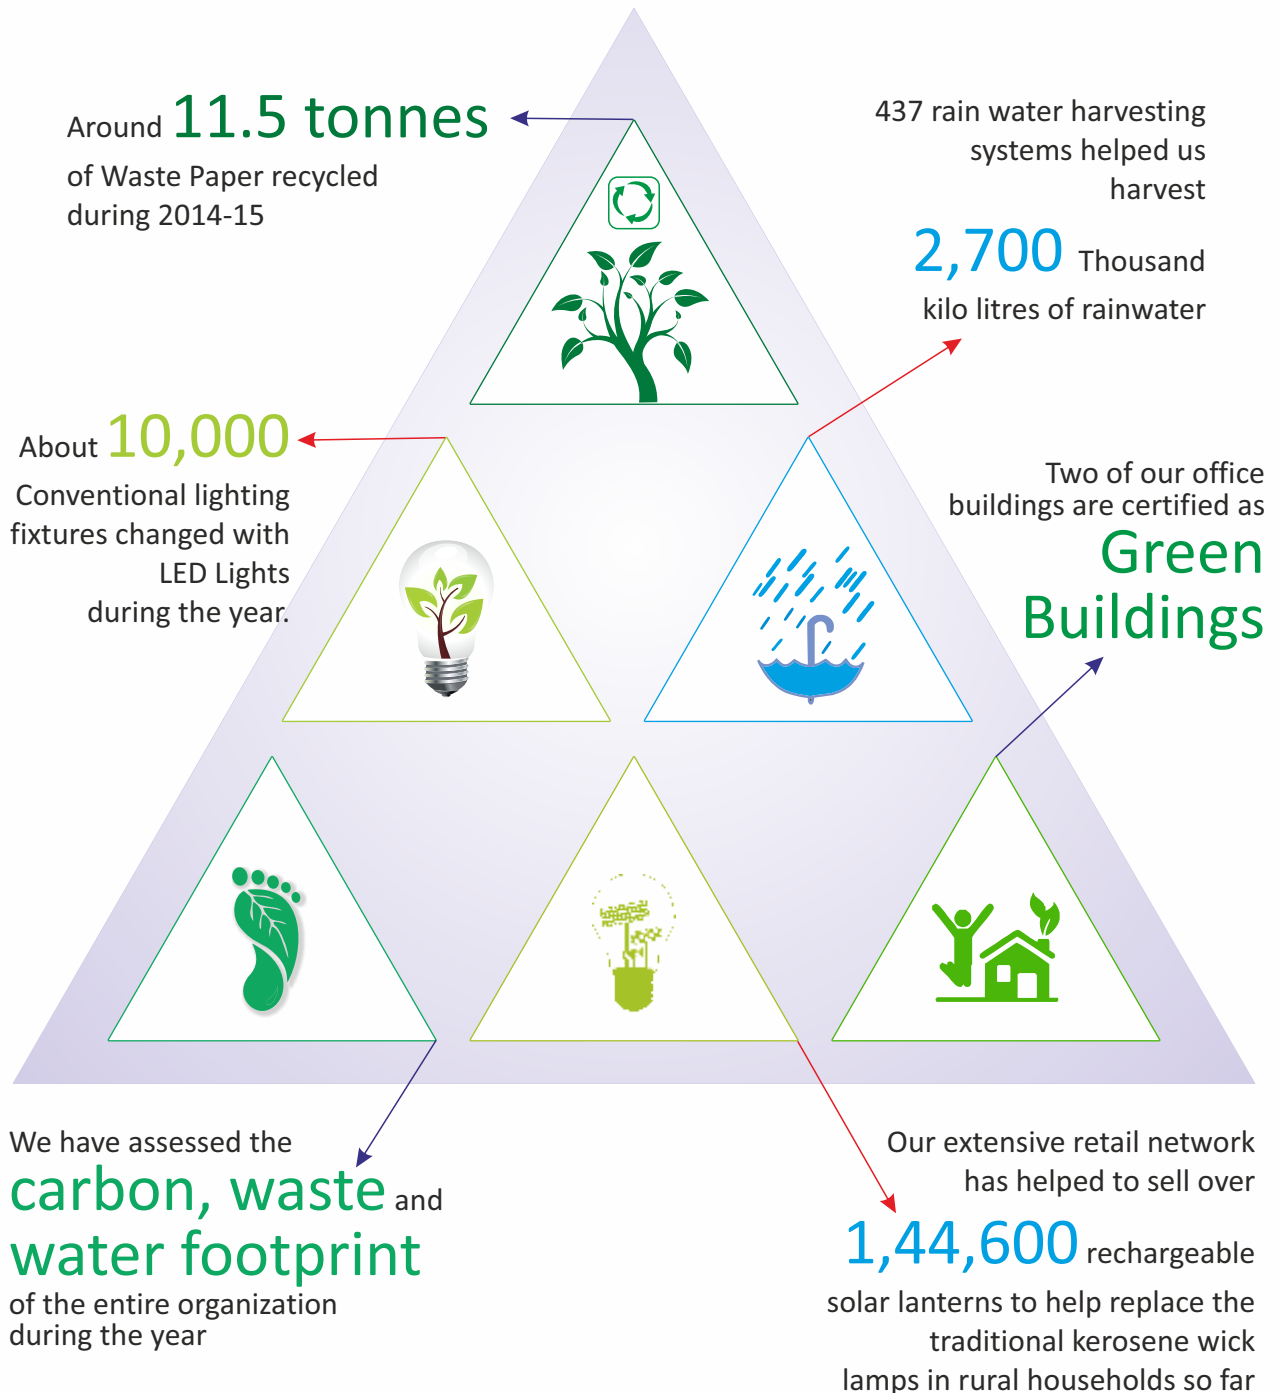 Around 11.5 tonnes
of Waste Paper recycled
during 2014-15
437 rain water harvesting
systems helped us
harvest
2,700 Thousand
kilo litres of rainwater
About 10,000
Conventional lighting
fixtures changed with
LED Lights
during the year.
Two of our office
buildings are certified as
Green
Buildings
We have assessed the
carbon, waste and
water footprint
of the entire organization
during the year
Our extensive retail network
has helped to sell over
1,44,600 rechargeable
solar lanterns to help replace the
traditional kerosene wick
lamps in rural households so far